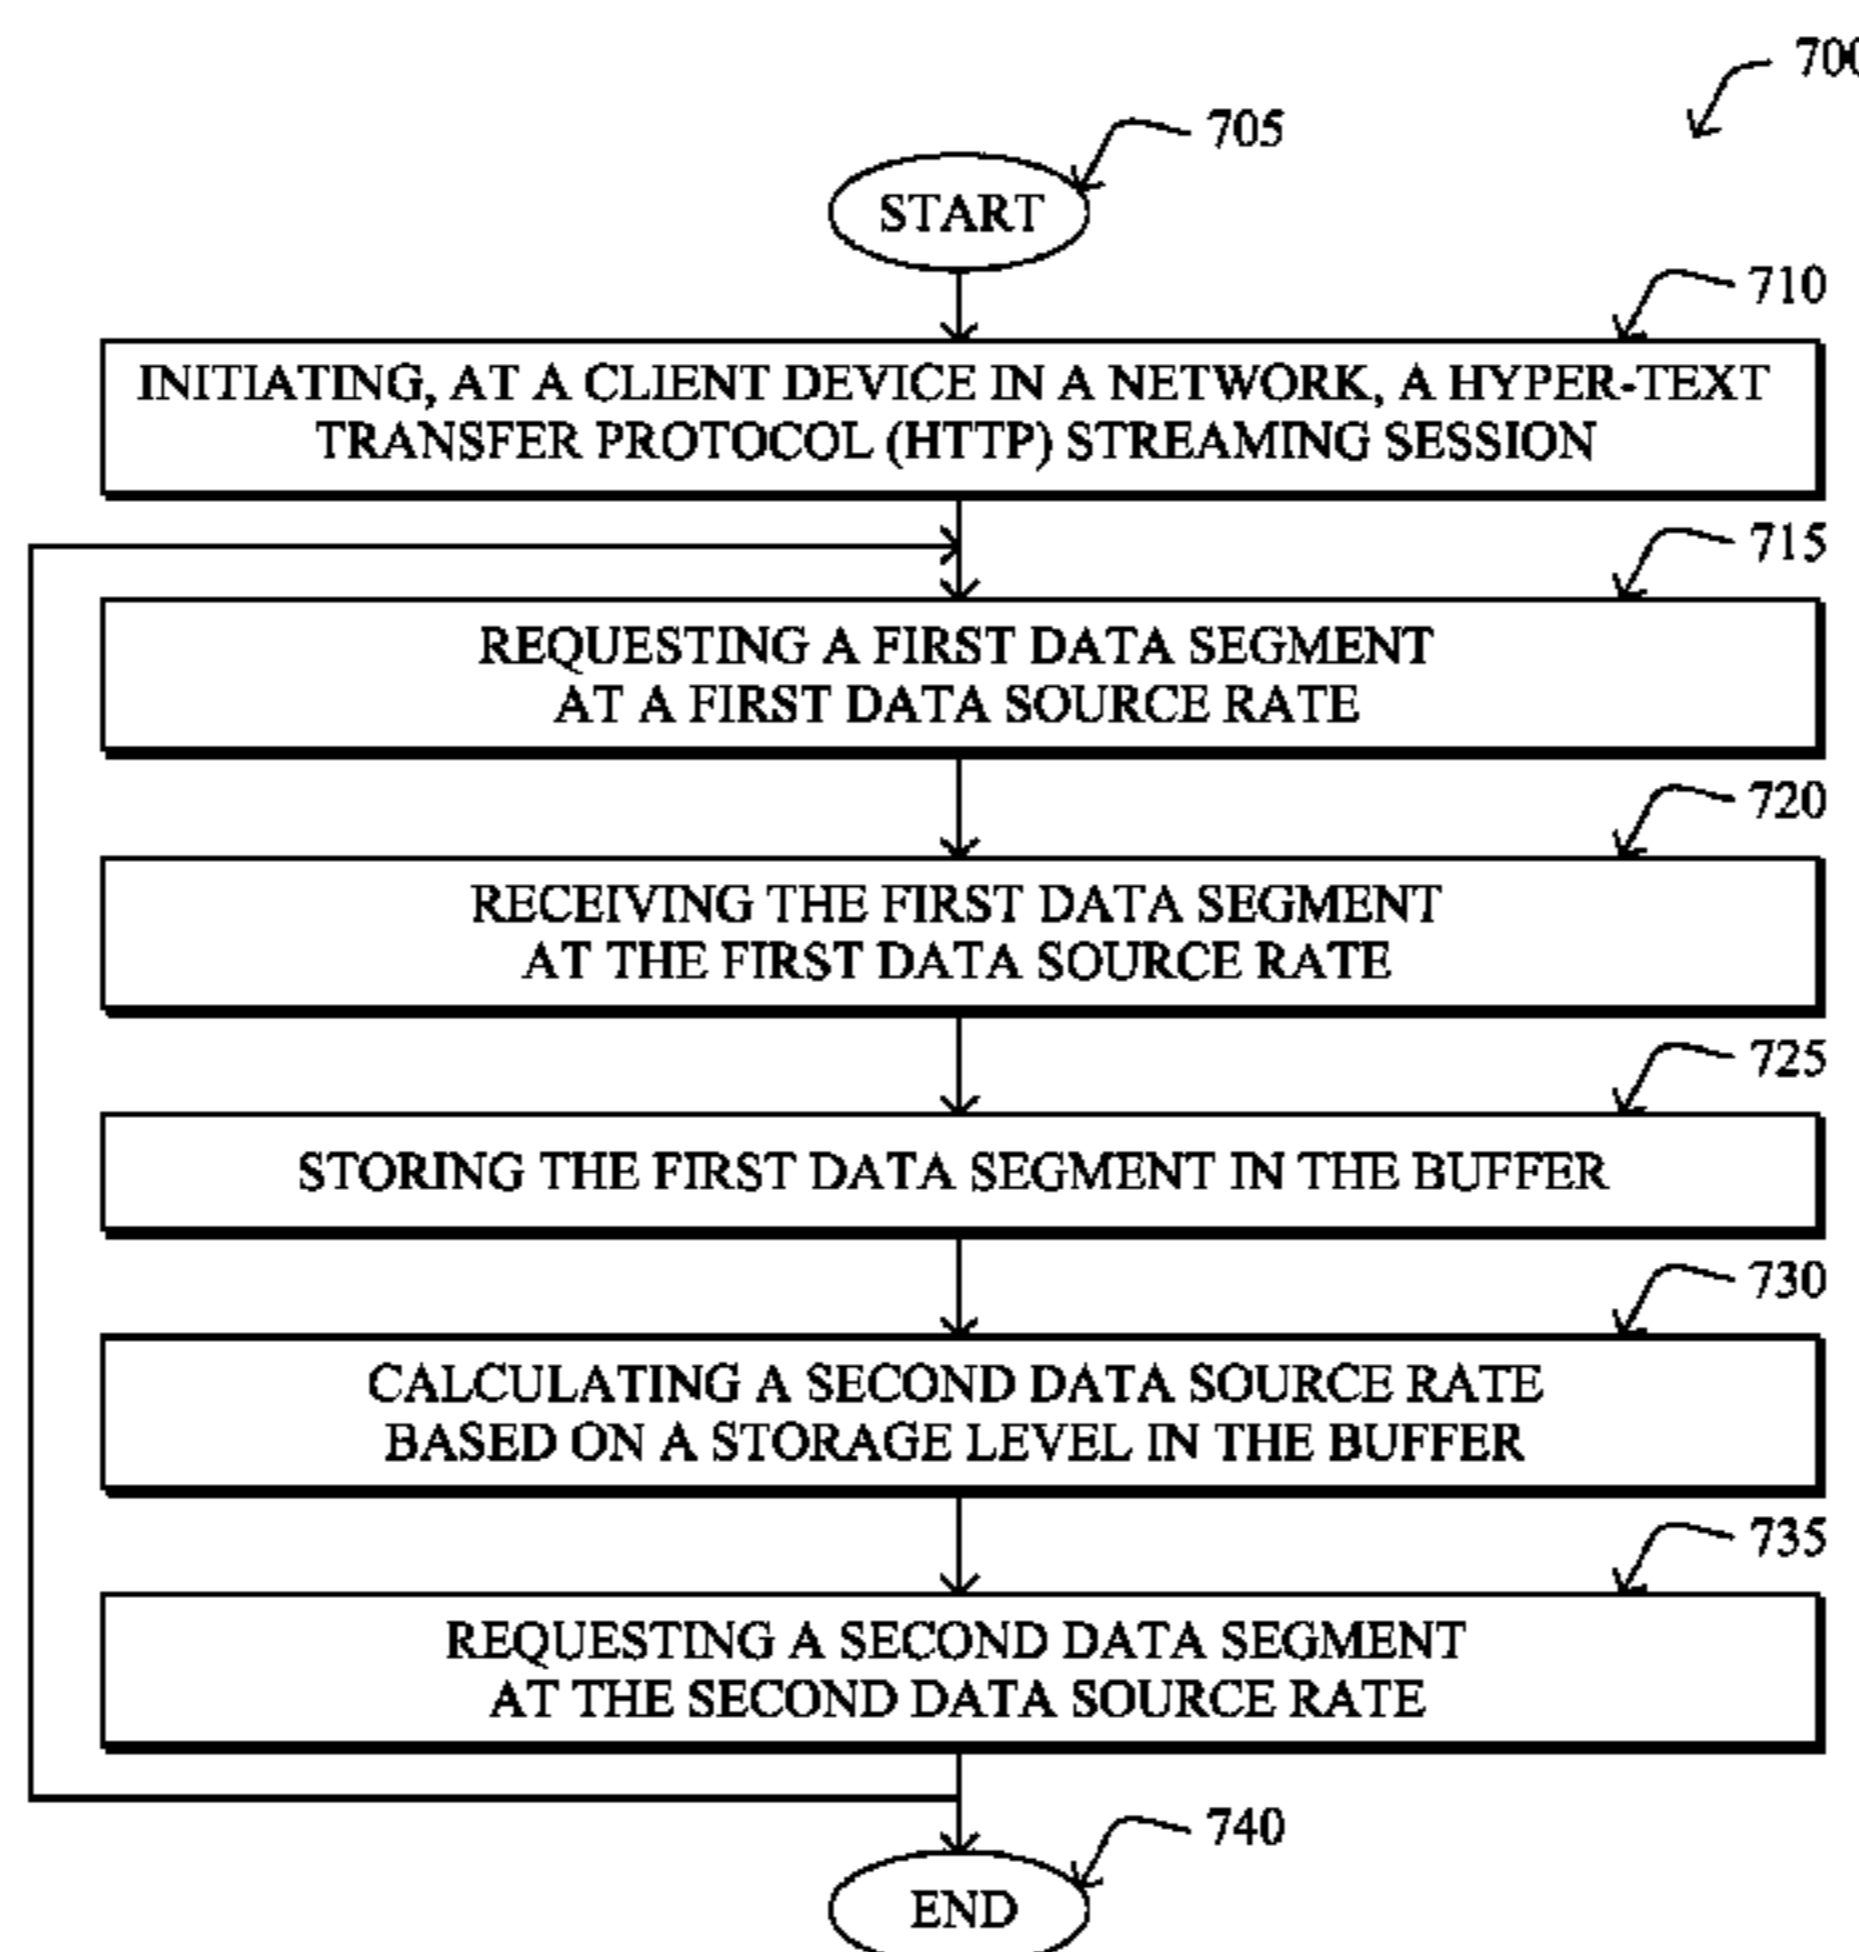 700
705
START
710
INITIATING, AT A CLIENT DEVICE IN A NETWORK, A HYPER-TEXT
TRANSFER PROTOCOL (HTTP) STREAMING SESSION
715
REQUESTING A FIRST DATA SEGMENT
AT A FIRST DATA SOURCE RATE
720
RECEIVING THE FIRST DATA SEGMENT
AT THE FIRST DATA SOURCE RATE
725
STORING THE FIRST DATA SEGMENT IN THE BUFFER
730
CALCULATING A SECOND DATA SOURCE RATE
BASED ON A STORAGE LEVEL IN THE BUFFER
735
REQUESTING A SECOND DATA SEGMENT
AT THE SECOND DATA SOURCE RATE
740
END